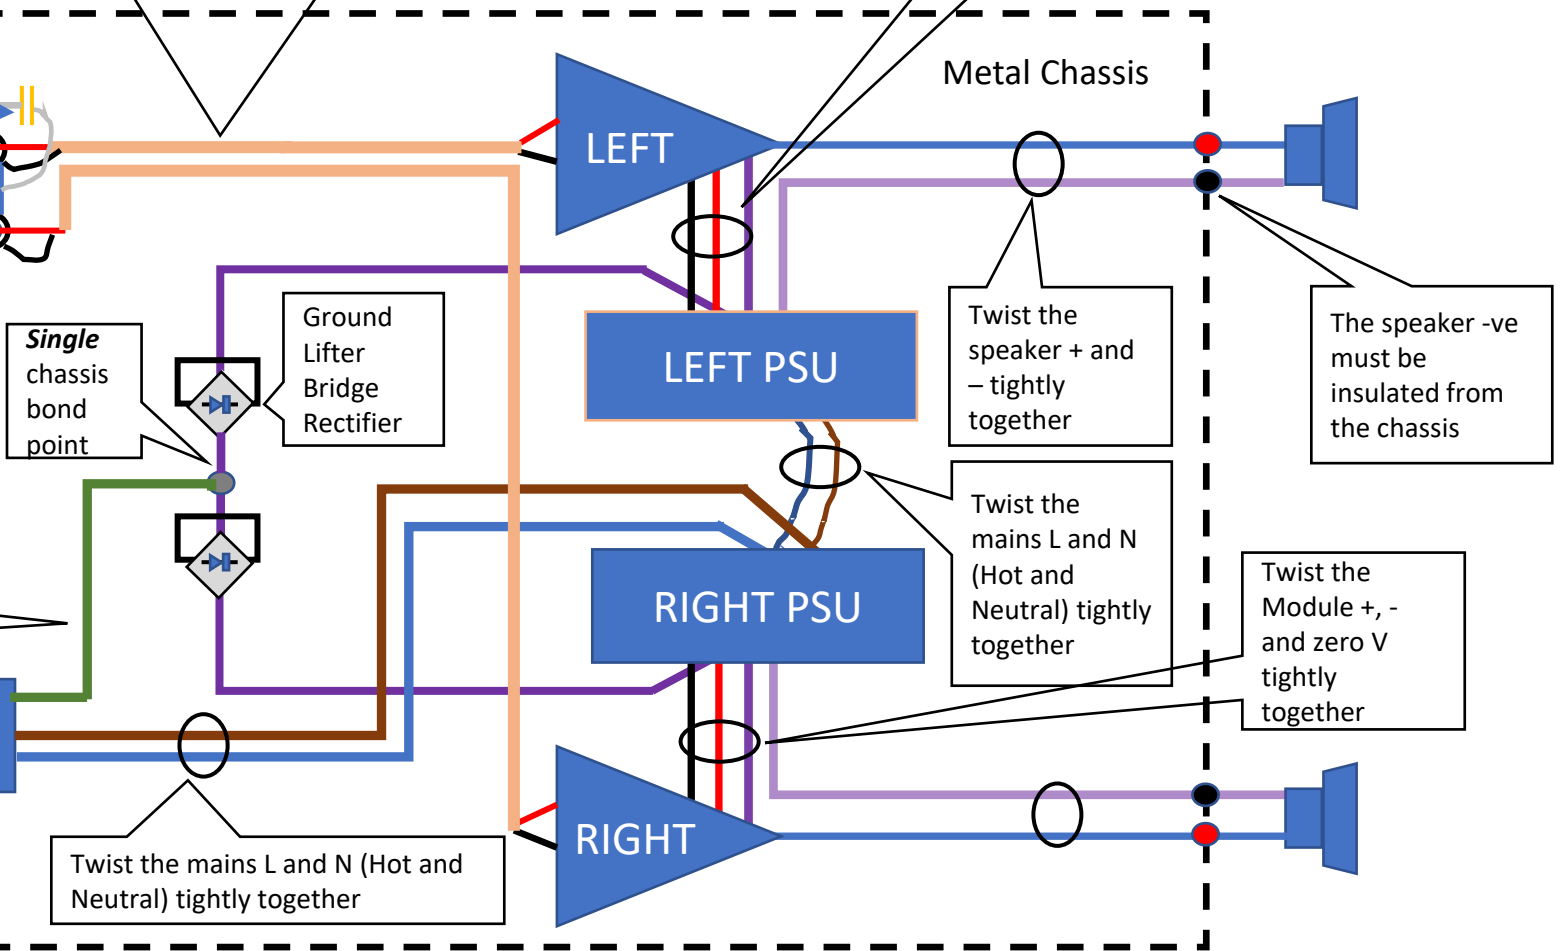 Metal Chassis
LEFT
Ground
Lifter
Bridge
Rectifier
Single
chassis
bond
point
LEFT PSU
Twist the
speaker + and
– tightly
together
The speaker -ve
must be
insulated from
the chassis
Twist the
mains L and N
(Hot and
Neutral) tightly
together
RIGHT PSU
Twist the
Module +, -
and zero V
tightly
together
RIGHT
Twist the mains L and N (Hot and
Neutral) tightly together